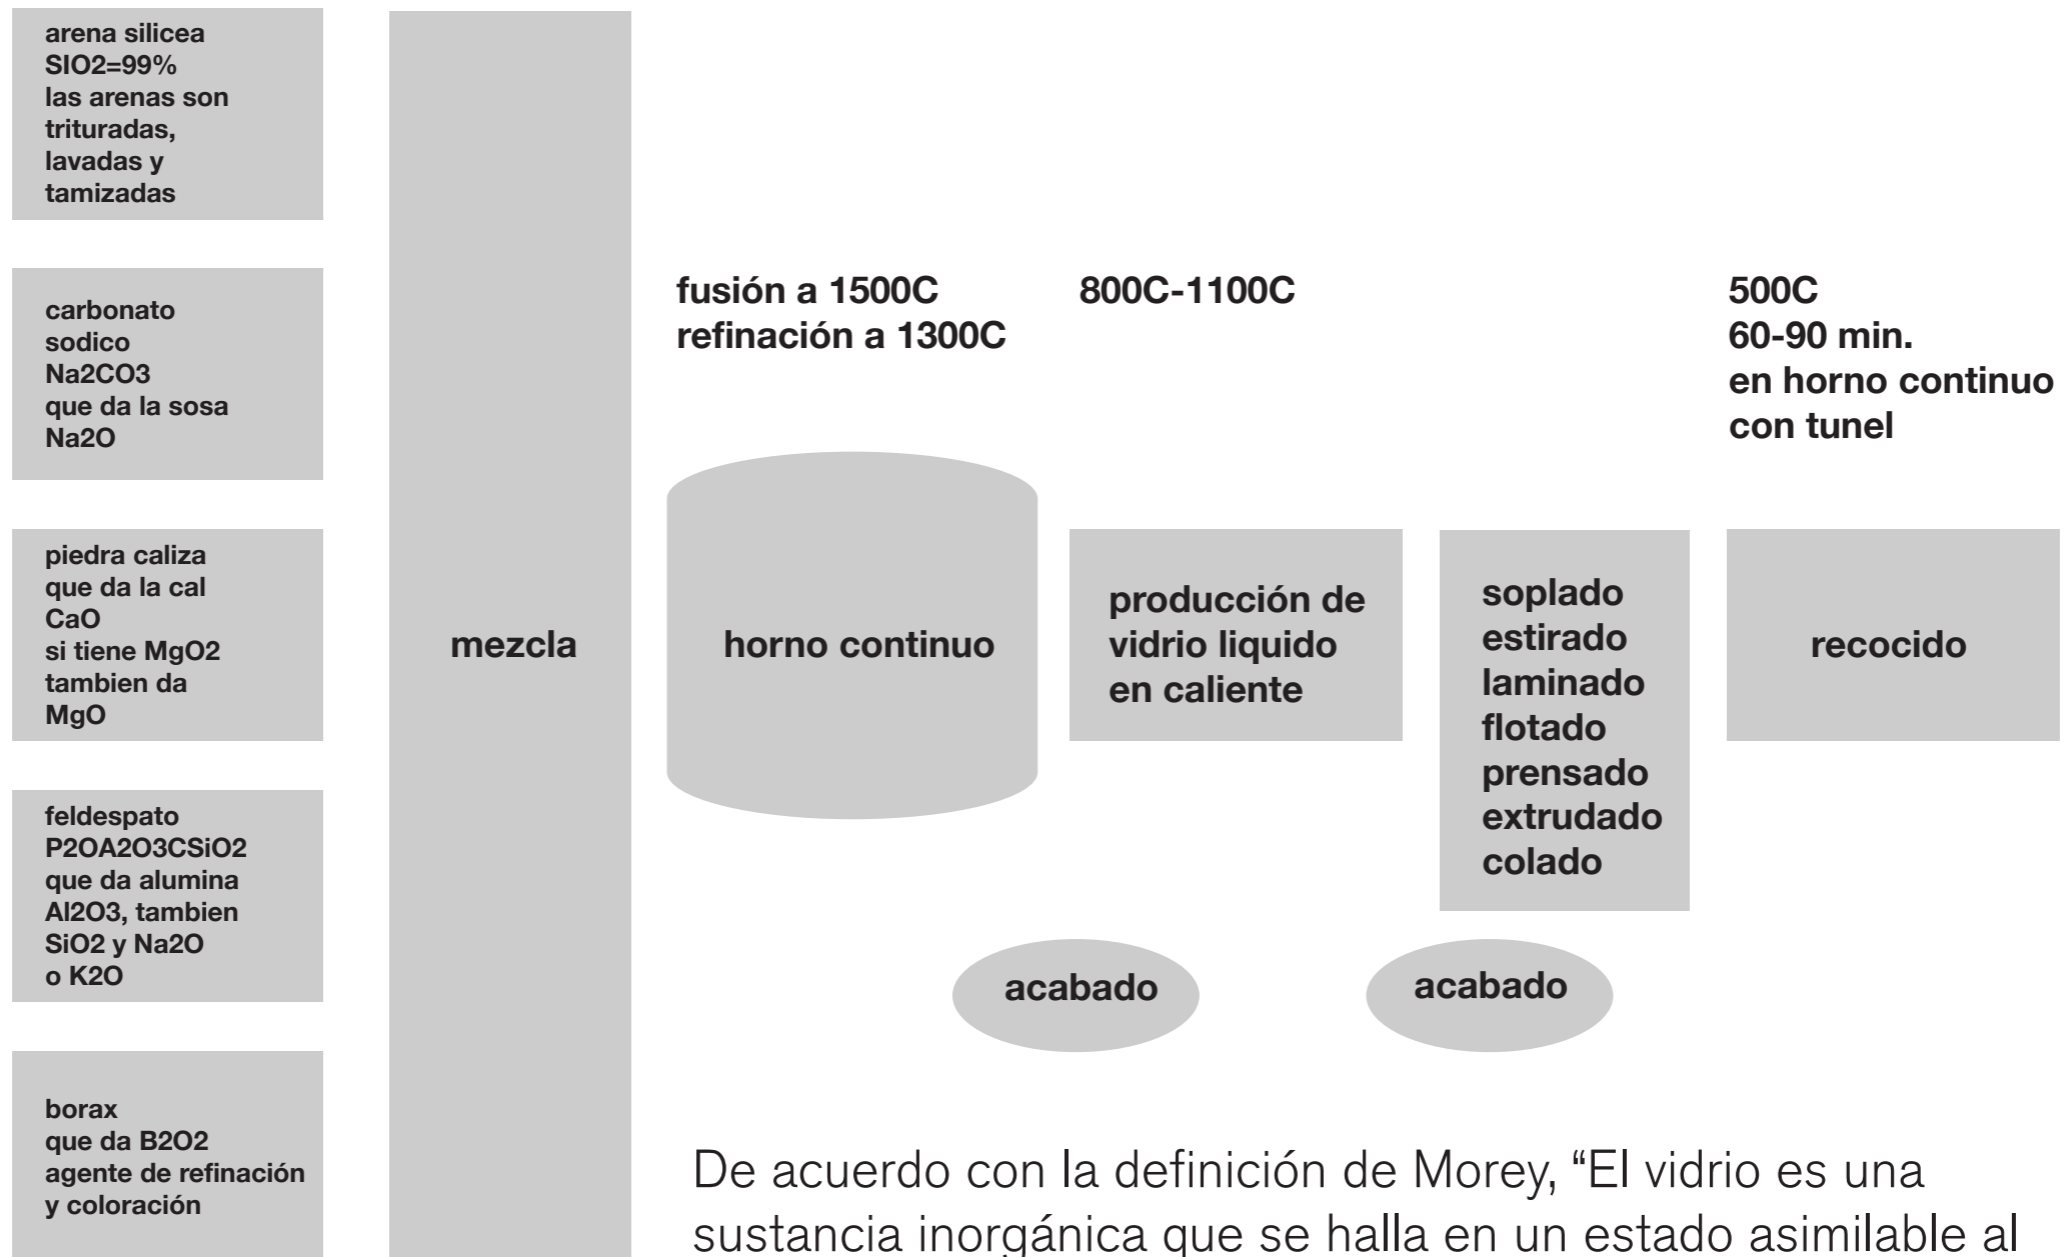 arena silicea
SIO2=99%
las arenas son
trituradas,
lavadas y
tamizadas
carbonato
sodico
Na2CO3
que da la sosa
Na2O
piedra caliza
que da la cal
CaO
si tiene MgO2
tambien da
MgO
feldespato
P2OA2O3CSiO2
que da alumina
Al2O3, tambien
SiO2 y Na2O
o K2O
borax
que da B2O2
agente de refinación
y coloración
mezcla
fusión a 1500C
refinación a 1300C
horno continuo
800C-1100C
producción de
vidrio liquido
en caliente
soplado
estirado
laminado
flotado
prensado
extrudado
colado
500C
60-90 min.
en horno continuo
con tunel
recocido
acabado
acabado
De acuerdo con la definición de Morey, “El vidrio es una
sustancia inorgánica que se halla en un estado asimilable al